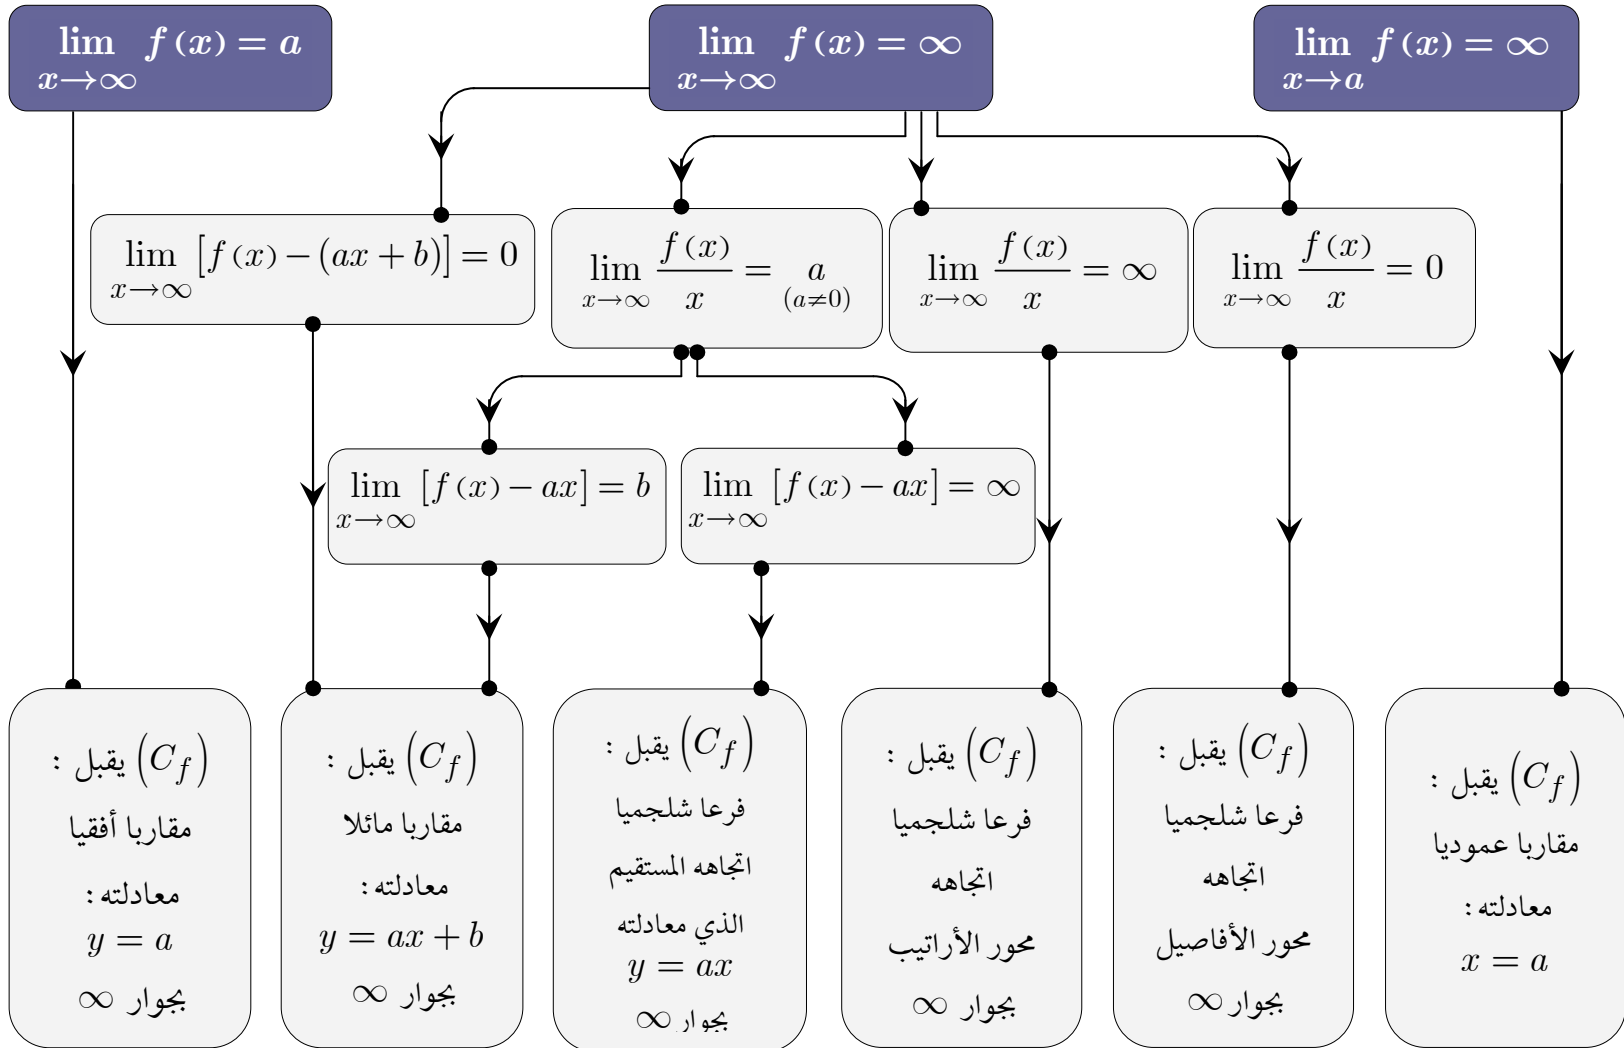 lim f(x) = a
x→∞
lim f(x) = ∞
x→∞
lim f(x) = ∞
x→a
lim [f(x) − (ax + b)] = 0
x→∞
lim f(x)/x = a
x→∞ (a≠0)
lim f(x)/x = ∞
x→∞
lim f(x)/x = 0
x→∞
lim [f(x) − ax] = b
x→∞
lim [f(x) − ax] = ∞
x→∞
(C_f) يقبل :
مقاربا أفقيا
معادلته :
y = a
بجوار ∞
(C_f) يقبل :
مقاربا مائلا
معادلته :
y = ax + b
بجوار ∞
(C_f) يقبل :
فرعا شلجميا
اتجاهه المستقيم
الذي معادلته
y = ax
بجوار ∞
(C_f) يقبل :
فرعا شلجميا
اتجاهه
محور الأراتيب
بجوار ∞
(C_f) يقبل :
فرعا شلجميا
اتجاهه
محور الأفاصيل
بجوار ∞
(C_f) يقبل :
مقاربا عموديا
معادلته :
x = a